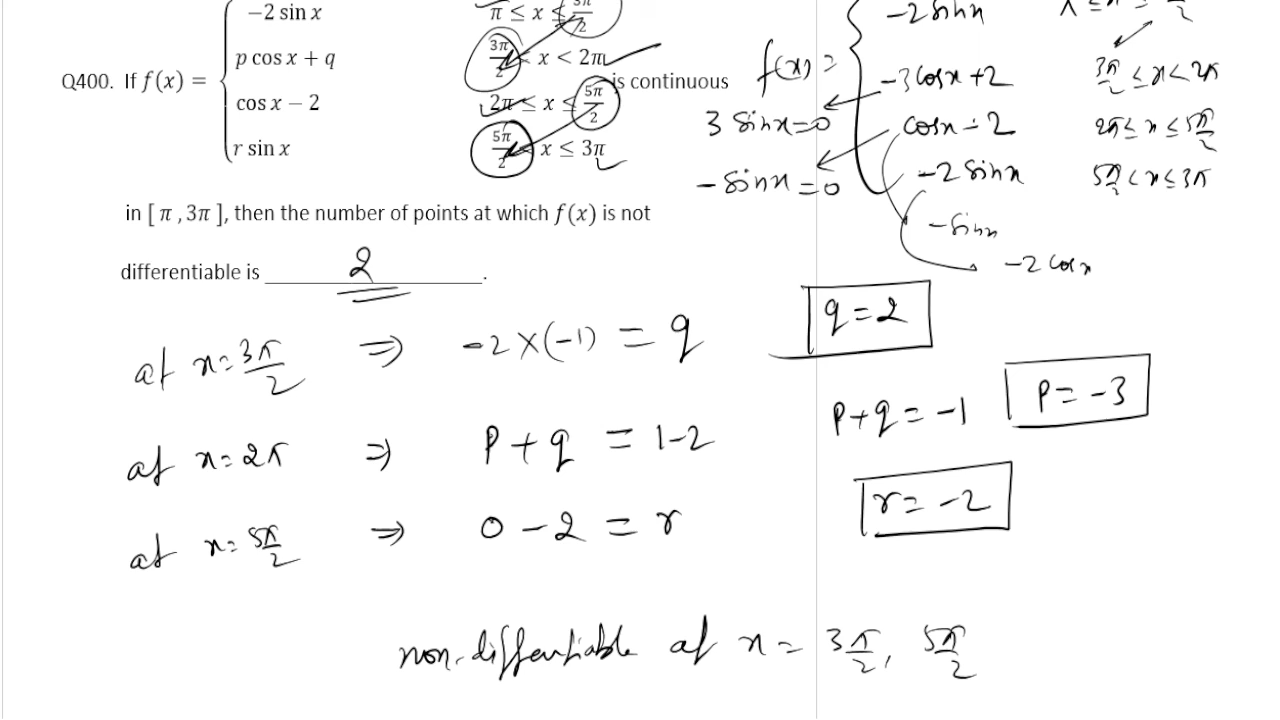 −2 sin x π ≤ x ≤ 3π/2
p cos x + q 3π/2 < x < 2π
Q400. If f(x) = is continuous
cos x − 2 2π ≤ x ≤ 5π/2
r sin x 5π/2 < x ≤ 3π
in [ π , 3π ], then the number of points at which f(x) is not
differentiable is ____________________.
2
f(x) =
-2 sin x
-3 cos x + 2 3π/2 ≤ x < 2π
3 sin x = 0
cos x - 2 2π ≤ x ≤ 5π/2
- sin x = 0
-2 sin x 5π/2 < x ≤ 3π
- sin x
-2 cos x
at x = 3π/2 ⇒ -2 × (-1) = q
q = 2
at x = 2π ⇒ p + q = 1-2
p + q = -1 p = -3
at x = 5π/2 ⇒ 0 - 2 = r
r = -2
non-diffentiable at x = 3π/2, 5π/2